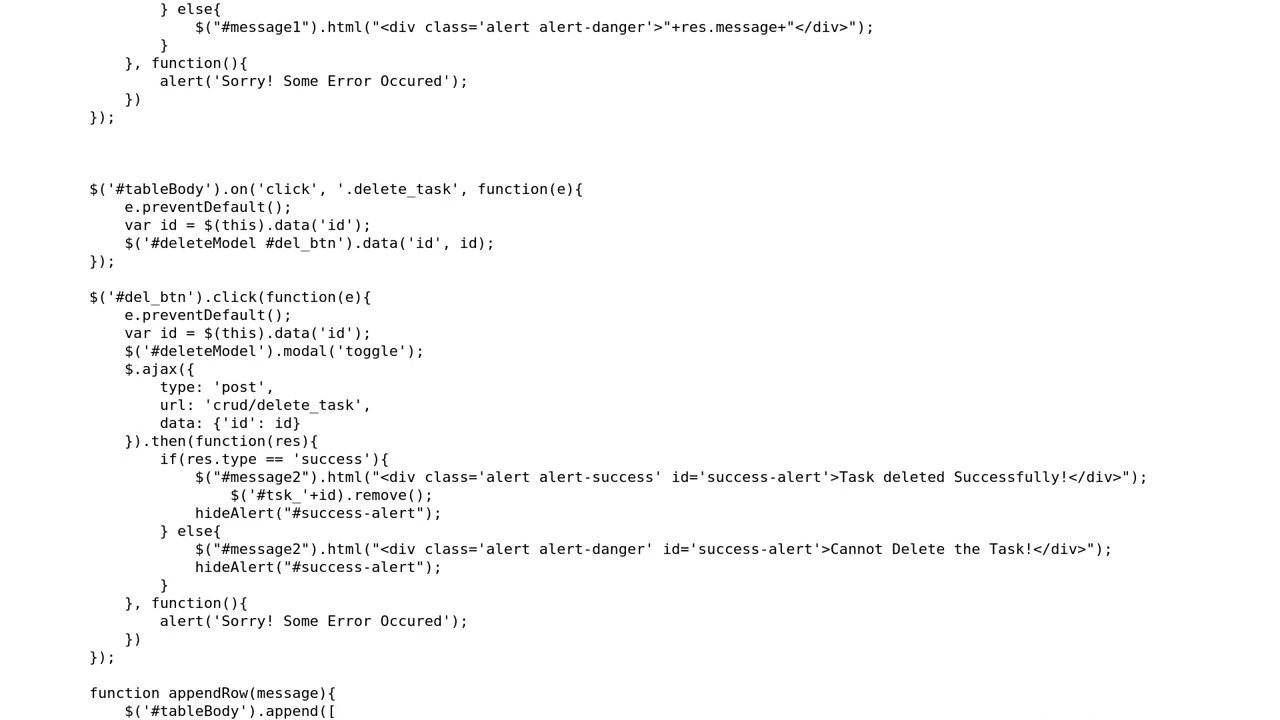 } else{
$("#message1").html("<div class='alert alert-danger'>"+res.message+"</div>");
}
}, function(){
alert('Sorry! Some Error Occured');
})
});
$('#tableBody').on('click', '.delete_task', function(e){
e.preventDefault();
var id = $(this).data('id');
$('#deleteModel #del_btn').data('id', id);
});
$('#del_btn').click(function(e){
e.preventDefault();
var id = $(this).data('id');
$('#deleteModel').modal('toggle');
$.ajax({
type: 'post',
url: 'crud/delete_task',
data: {'id': id}
}).then(function(res){
if(res.type == 'success'){
$("#message2").html("<div class='alert alert-success' id='success-alert'>Task deleted Successfully!</div>");
$('#tsk_'+id).remove();
hideAlert("#success-alert");
} else{
$("#message2").html("<div class='alert alert-danger' id='success-alert'>Cannot Delete the Task!</div>");
hideAlert("#success-alert");
}
}, function(){
alert('Sorry! Some Error Occured');
})
});
function appendRow(message){
$('#tableBody').append([